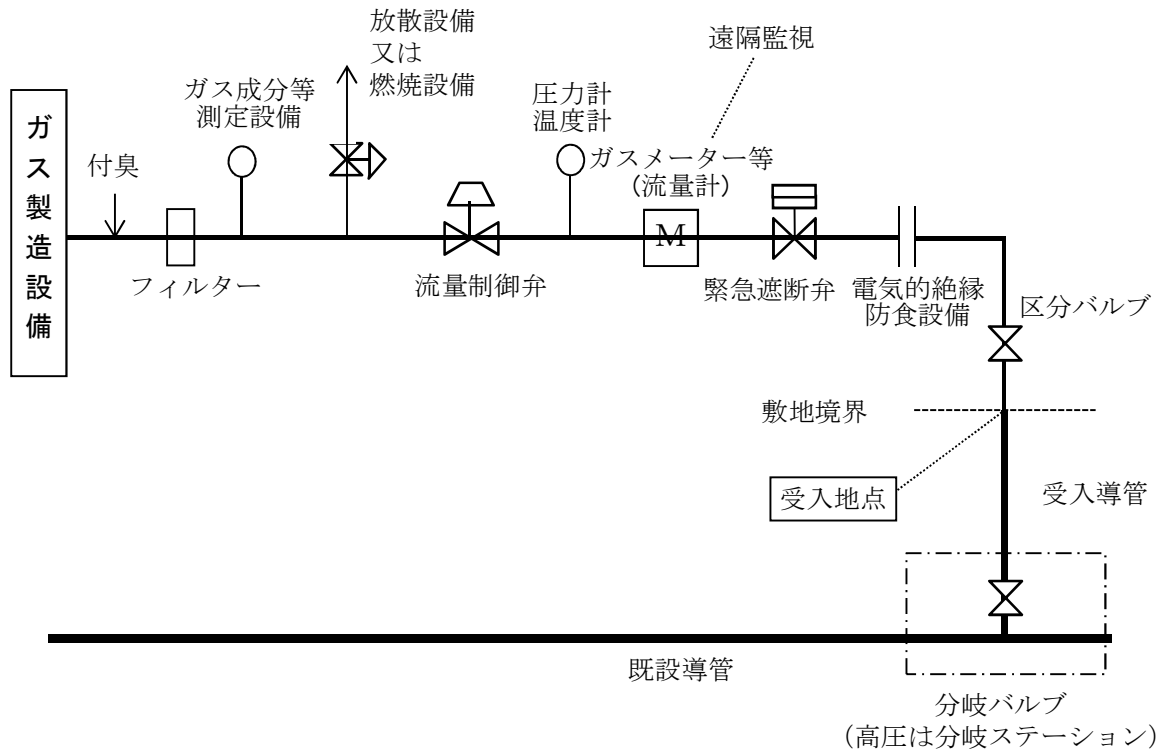 放散設備
又は
燃焼設備
遠隔監視
ガス成分等
測定設備
圧力計
温度計
ガス製造設備
付臭
ガスメーター等
(流量計)
M
フィルター
流量制御弁
緊急遮断弁
電気的絶縁
防食設備
区分バルブ
敷地境界
受入地点
受入導管
既設導管
分岐バルブ
(高圧は分岐ステーション)